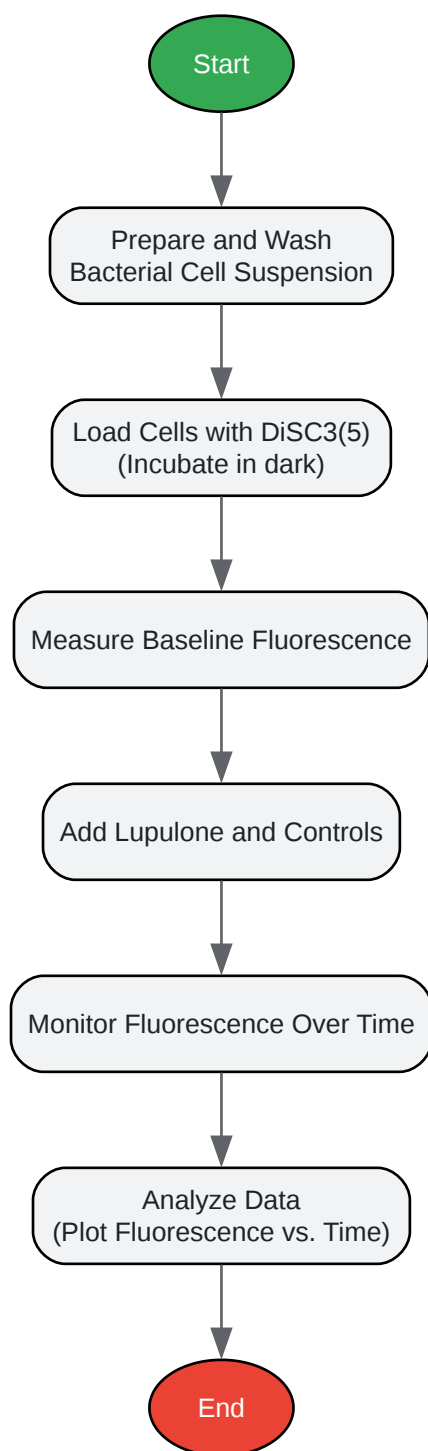 Start
Prepare and Wash
Bacterial Cell Suspension
Load Cells with DiSC3(5)
(Incubate in dark)
Measure Baseline Fluorescence
Add Lupulone and Controls
Monitor Fluorescence Over Time
Analyze Data
(Plot Fluorescence vs. Time)
End